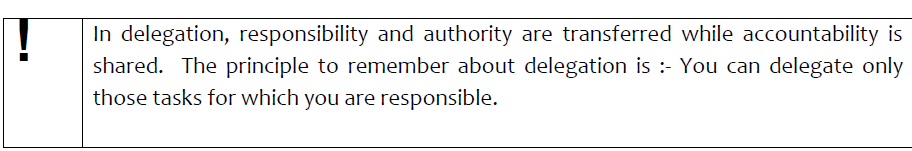 !
In delegation, responsibility and authority are transferred while accountability is
shared.  The principle to remember about delegation is :- You can delegate only
those tasks for which you are responsible.